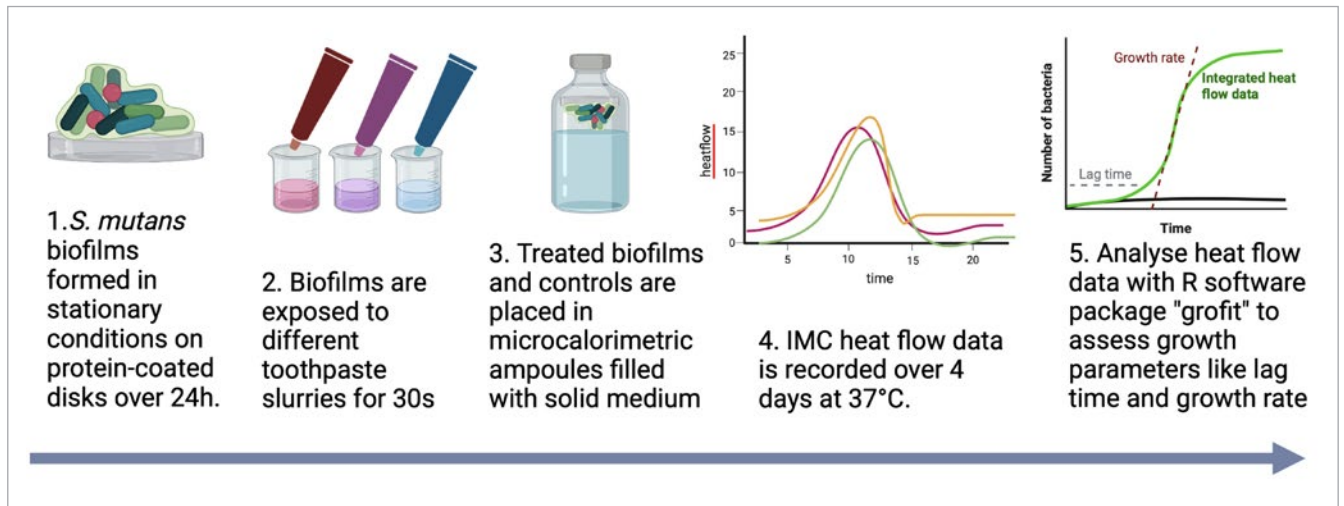 1.S. mutans
biofilms
formed in
stationary
conditions on
protein-coated
disks over 24h.
2. Biofilms are
exposed to
different
toothpaste
slurries for 30s
3. Treated biofilms
and controls are
placed in
microcalorimetric
ampoules filled
with solid medium
25
20
15
10
5
0
heatflow
5
10
15
20
time
4. IMC heat flow data
is recorded over 4
days at 37°C.
Growth rate
Integrated heat
flow data
Lag time
Number of bacteria
Time
5. Analyse heat flow
data with R software
package "grofit" to
assess growth
parameters like lag
time and growth rate